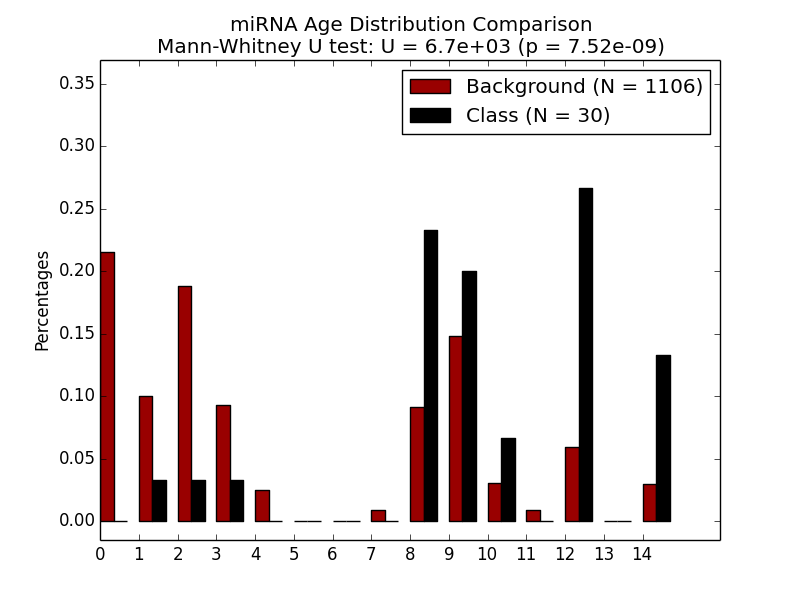 miRNA Age Distribution Comparison
Mann-Whitney U test: U = 6.7e+03 (p = 7.52e-09)
Background (N = 1106)
Class (N = 30)
Percentages
0.35
0.30
0.25
0.20
0.15
0.10
0.05
0.00
0 1 2 3 4 5 6 7 8 9 10 11 12 13 14